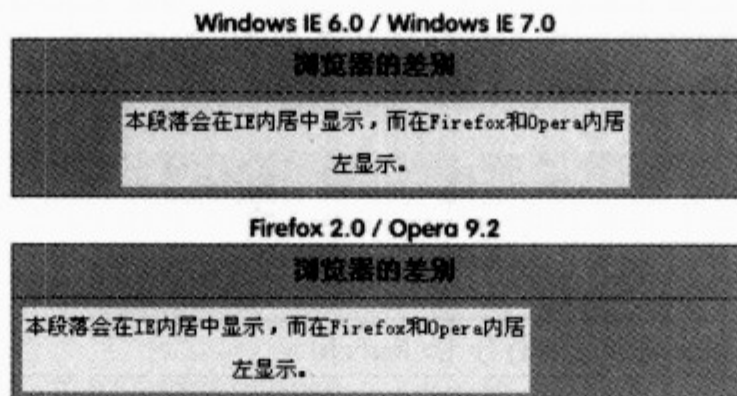 Windows IE 6.0 / Windows IE 7.0
浏览器的差别
本段落会在IE内居中显示，而在Firefox和Opera内居
左显示。
Firefox 2.0 / Opera 9.2
浏览器的差别
本段落会在IE内居中显示，而在Firefox和Opera内居
左显示。